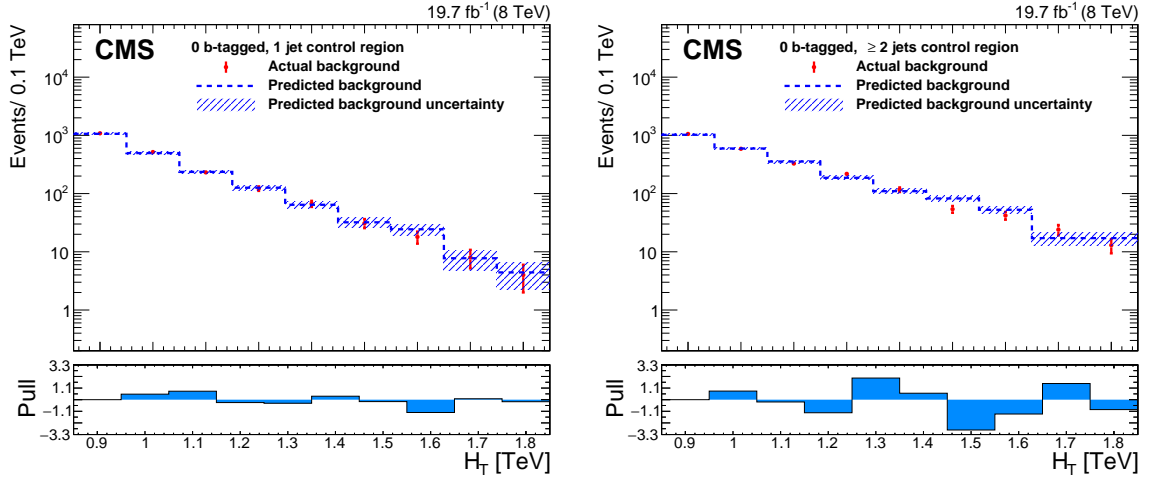 19.7 fb⁻¹ (8 TeV)
CMS 0 b-tagged, 1 jet control region
Actual background
Predicted background
Predicted background uncertainty
Events/ 0.1 TeV
10⁴
10³
10²
10
1
Pull
3.3
1.1
−1.1
−3.3
0.9 1 1.1 1.2 1.3 1.4 1.5 1.6 1.7 1.8
H_T [TeV]
19.7 fb⁻¹ (8 TeV)
CMS 0 b-tagged, ≥ 2 jets control region
Actual background
Predicted background
Predicted background uncertainty
Events/ 0.1 TeV
10⁴
10³
10²
10
1
Pull
3.3
1.1
−1.1
−3.3
0.9 1 1.1 1.2 1.3 1.4 1.5 1.6 1.7 1.8
H_T [TeV]